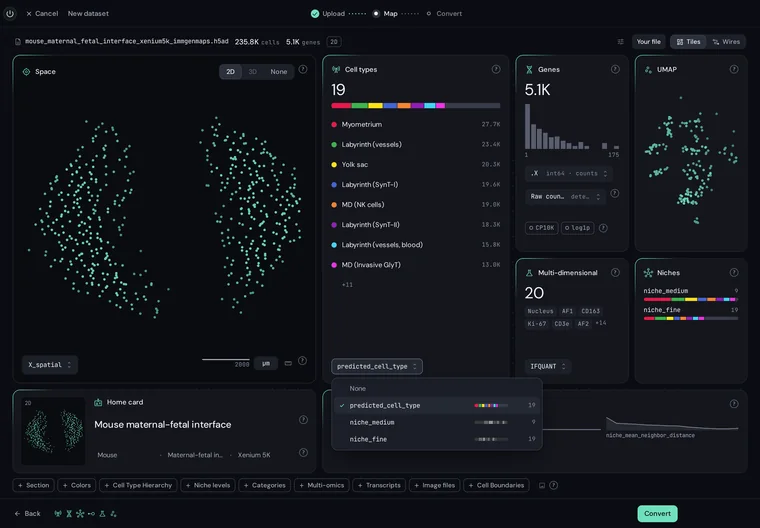 Cancel New dataset Upload Map Convert
mouse_maternal_fetal_interface_xenium5k_immgenmaps.h5ad 235.8K cells 5.1K genes 2D Your file Tiles Wires
Space 2D 3D None ?
X_spatial 2000 µm ?
Cell types ?
19
Myometrium 27.7K
Labyrinth (vessels) 23.4K
Yolk sac 20.3K
Labyrinth (SynT-I) 19.6K
MD (NK cells) 19.0K
Labyrinth (SynT-II) 18.3K
Labyrinth (vessels, blood) 15.8K
MD (Invasive GlyT) 13.0K
+11
predicted_cell_type
None
predicted_cell_type 19
niche_medium 9
niche_fine 19
Genes ?
5.1K
1 175
.X int64 · counts
Raw coun… dete… ?
CP10K log1p ?
UMAP ?
Multi-dimensional ?
20
Nucleus AF1 CD163
Ki-67 CD3e AF2 +14
IFQUANT
Niches ?
niche_medium 9
niche_fine 19
2D
Home card
Mouse maternal-fetal interface ?
Mouse · Maternal-fetal in… · Xenium 5K ?
?
niche_mean_neighbor_distance
+ Section + Colors + Cell Type Hierarchy + Niche levels + Categories + Multi-omics + Transcripts + Image files + Cell Boundaries ?
Back Convert